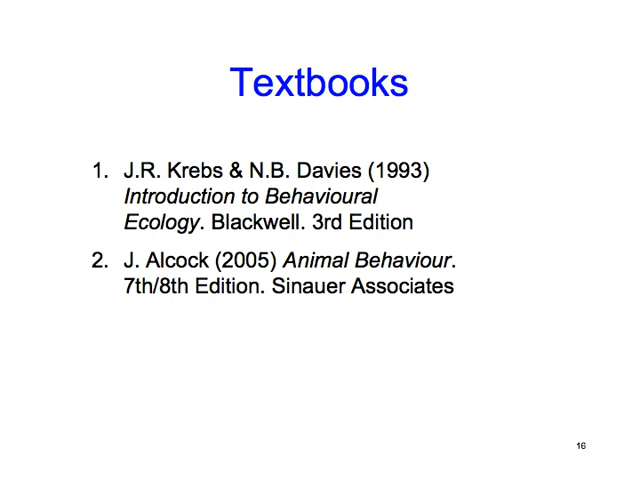 Textbooks
1. J.R. Krebs & N.B. Davies (1993)
Introduction to Behavioural
Ecology. Blackwell. 3rd Edition
2. J. Alcock (2005) Animal Behaviour.
7th/8th Edition. Sinauer Associates
16